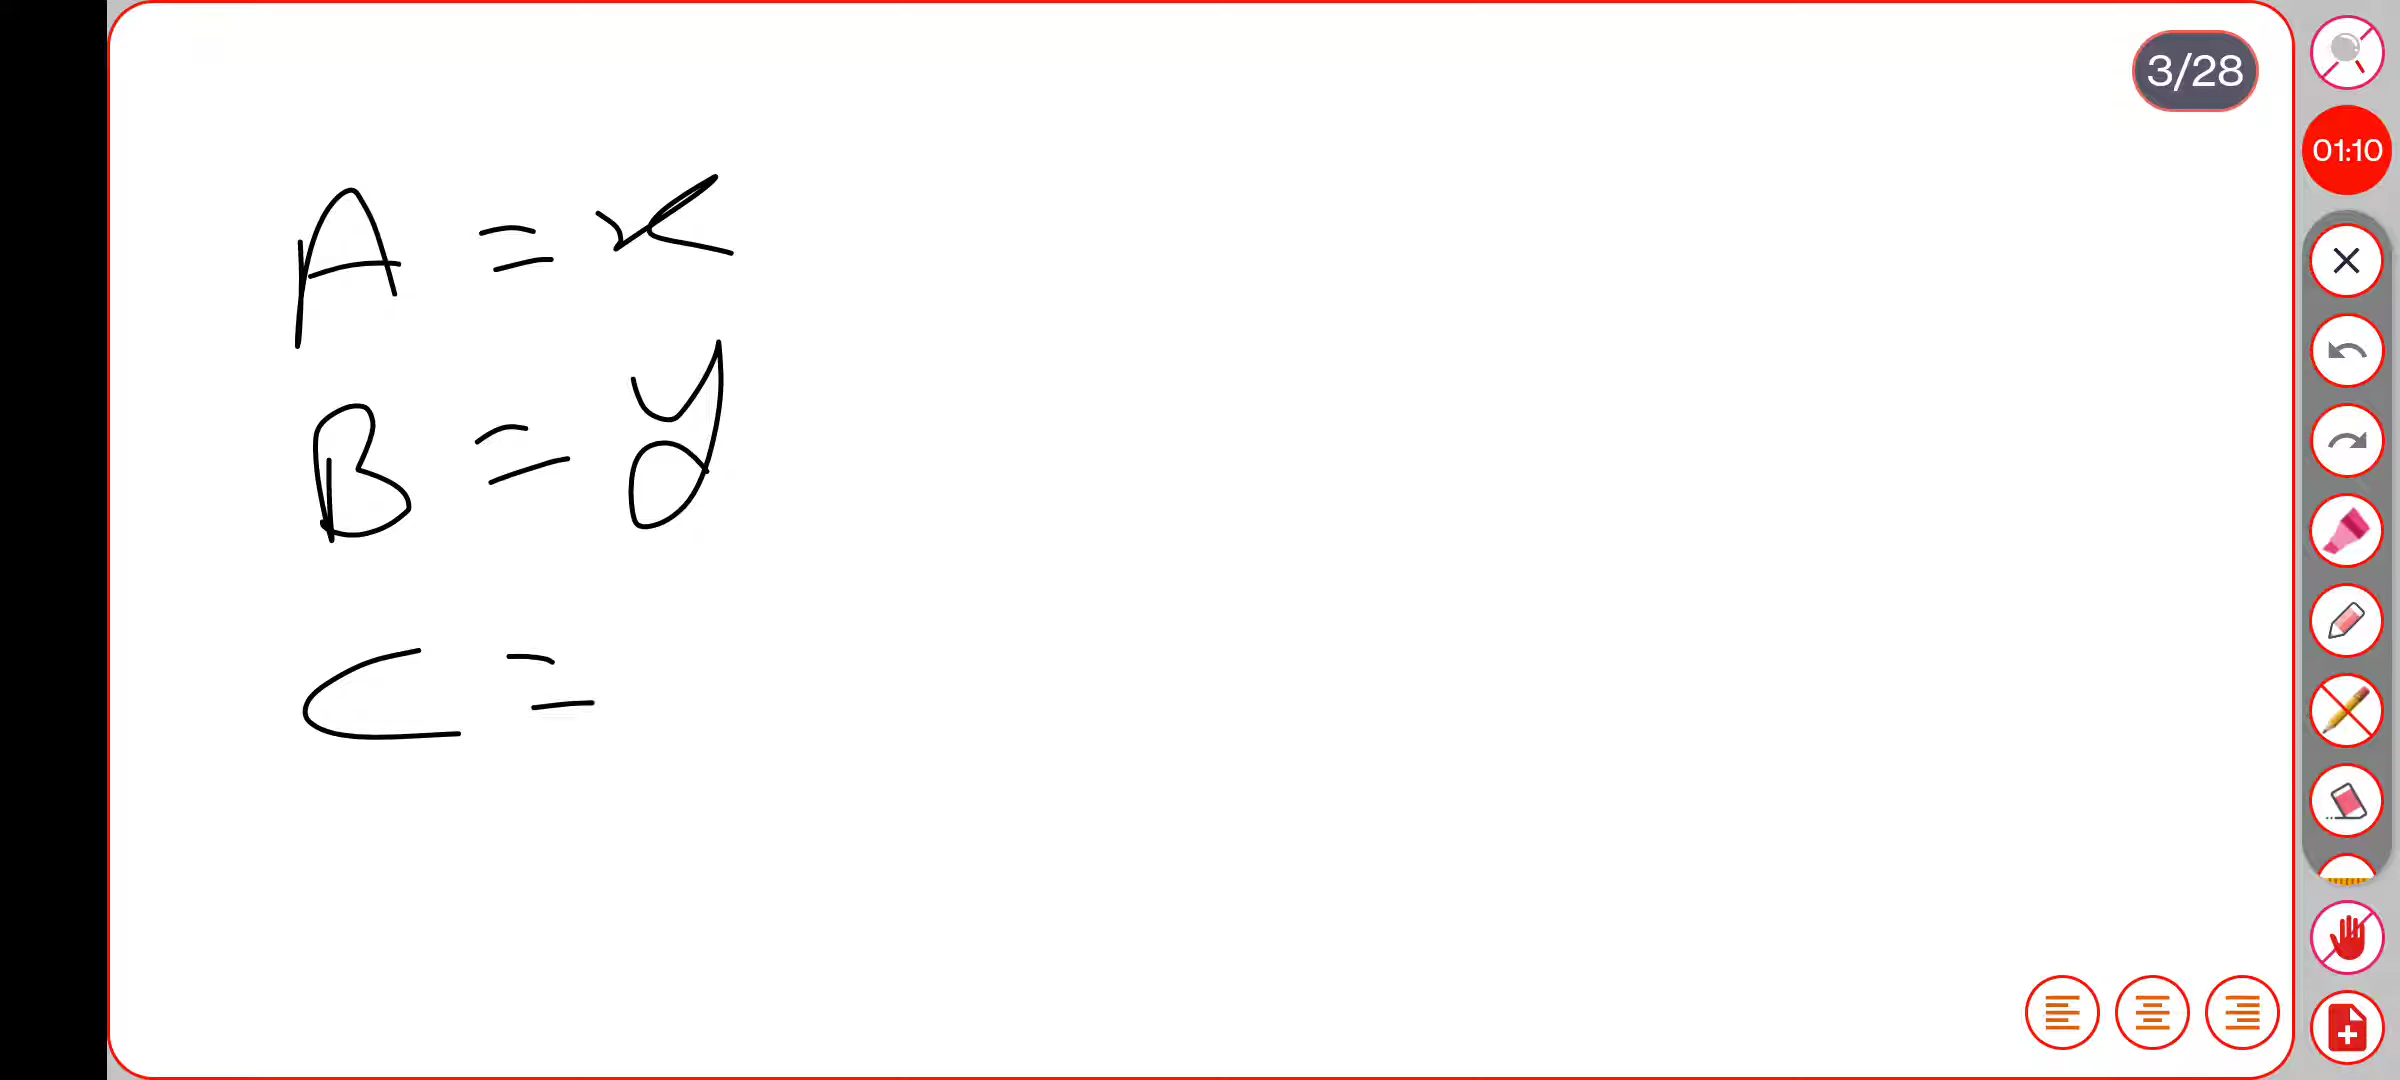 3/28
01:10
A = x
B = y
C =